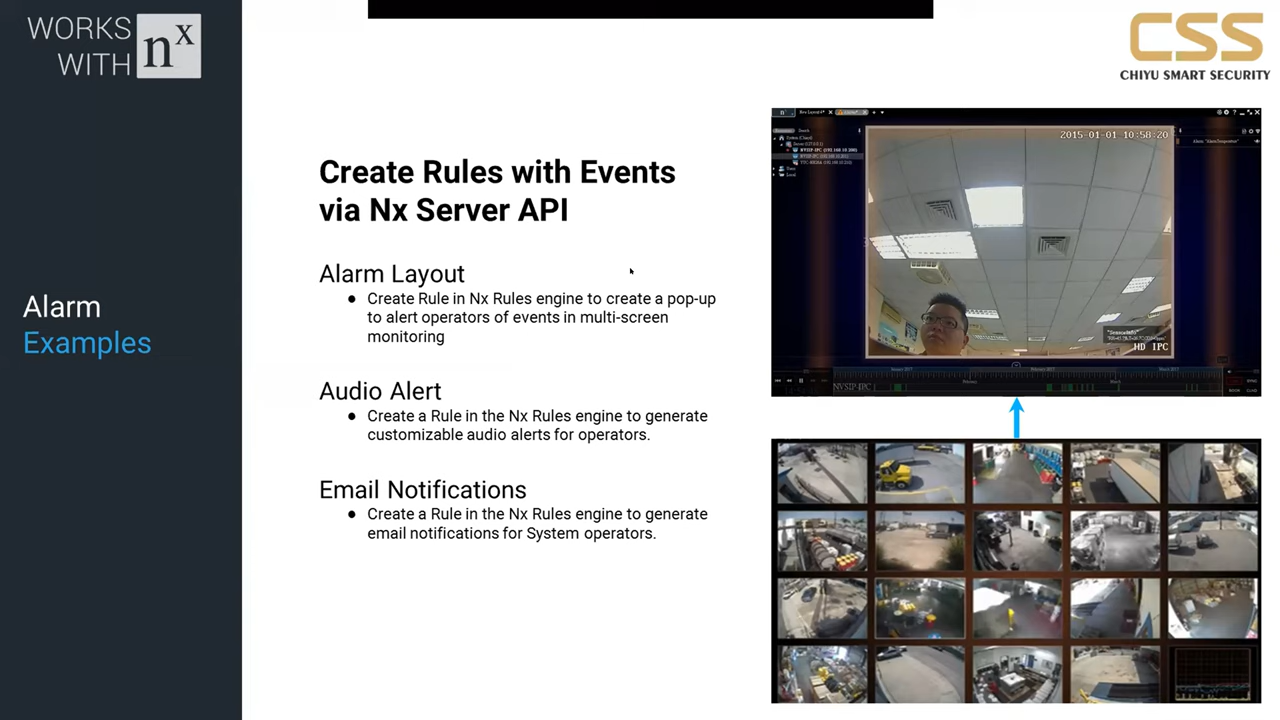 WORKS
WITH nx
CSS
CHIYU SMART SECURITY
Alarm
Examples
Create Rules with Events
via Nx Server API
Alarm Layout
● Create Rule in Nx Rules engine to create a pop-up
to alert operators of events in multi-screen
monitoring
Audio Alert
● Create a Rule in the Nx Rules engine to generate
customizable audio alerts for operators.
Email Notifications
● Create a Rule in the Nx Rules engine to generate
email notifications for System operators.
2015-01-01 10:58:20
HD IPC
NVSIP-IPC